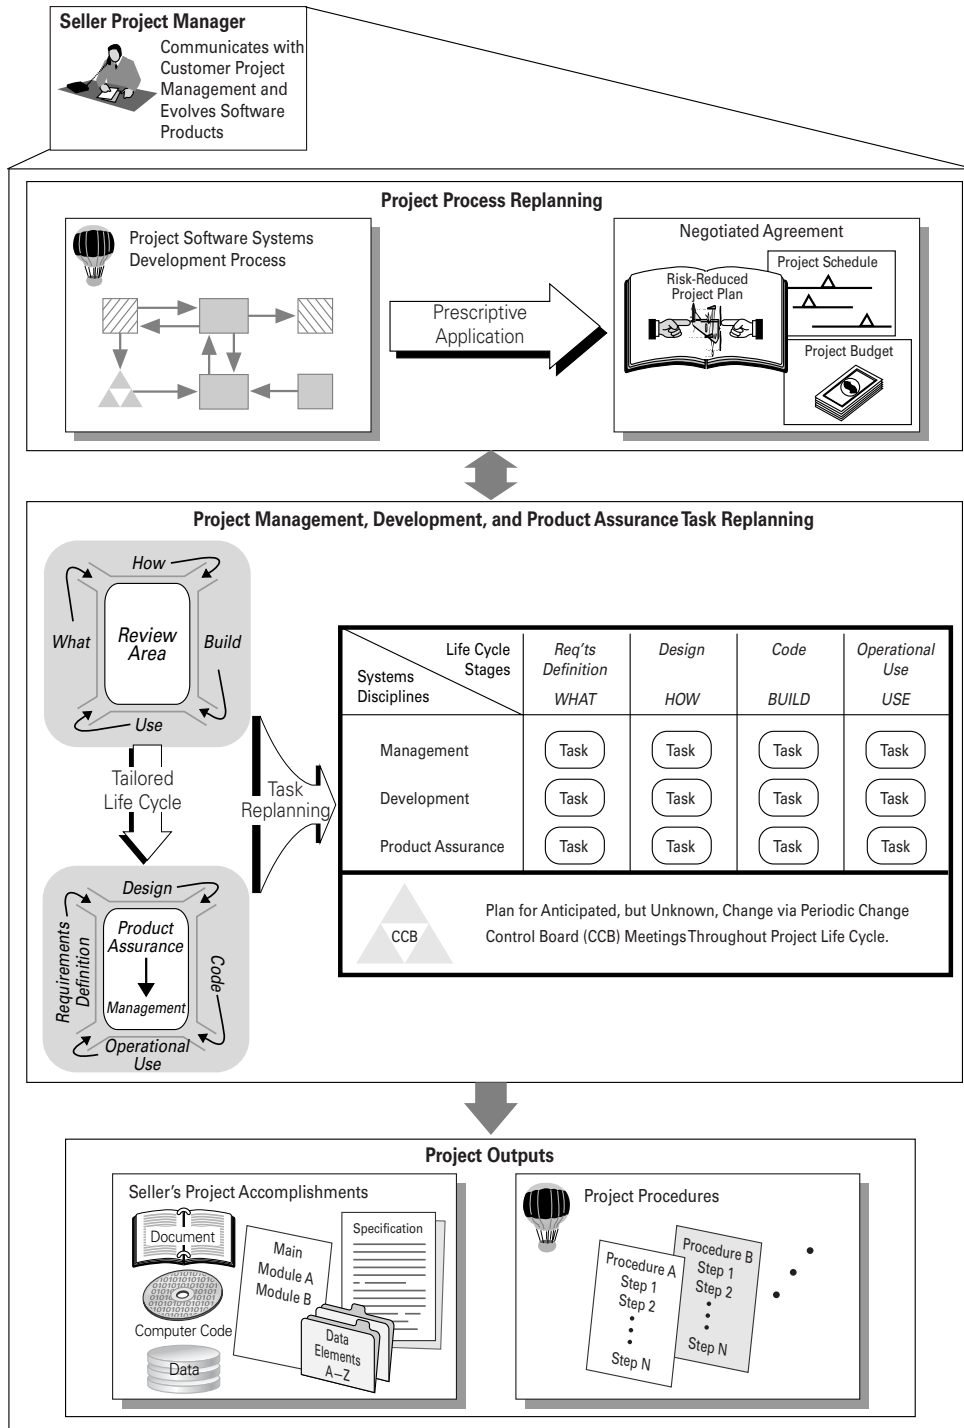 Seller Project Manager
Communicates with
Customer Project
Management and
Evolves Software
Products
Project Process Replanning
Project Software Systems
Development Process
Prescriptive
Application
Negotiated Agreement
Risk-Reduced
Project Plan
Project Schedule
Project Budget
Project Management, Development, and Product Assurance Task Replanning
How
What
Review
Area
Build
Use
Tailored
Life Cycle
Task
Replanning
Design
Requirements
Definition
Product
Assurance
Management
Code
Operational
Use
Life Cycle
Stages
Systems
Disciplines
Req'ts
Definition
WHAT
Design
HOW
Code
BUILD
Operational
Use
USE
Management
Task
Task
Task
Task
Development
Task
Task
Task
Task
Product Assurance
Task
Task
Task
Task
CCB
Plan for Anticipated, but Unknown, Change via Periodic Change
Control Board (CCB) Meetings Throughout Project Life Cycle.
Project Outputs
Seller's Project Accomplishments
Document
Computer Code
Data
Main
Module A
Module B
Specification
Data
Elements
A–Z
Project Procedures
Procedure A
Step 1
Step 2
Step N
Procedure B
Step 1
Step 2
Step N